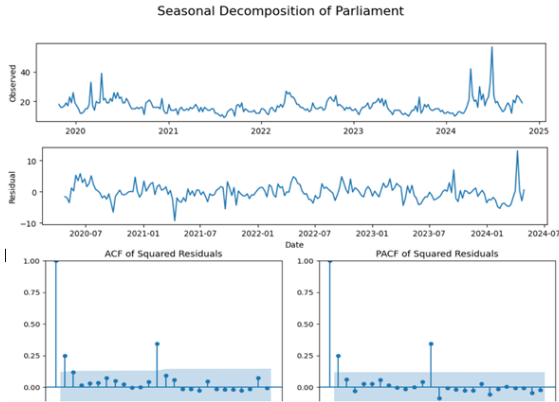 Seasonal Decomposition of Parliament
Observed
40
20
2020 2021 2022 2023 2024 2025
Residual
10
0
−10
2020-07 2021-01 2021-07 2022-01 2022-07 2023-01 2023-07 2024-01 2024-07
Date
ACF of Squared Residuals PACF of Squared Residuals
1.00 1.00
0.75 0.75
0.50 0.50
0.25 0.25
0.00 0.00